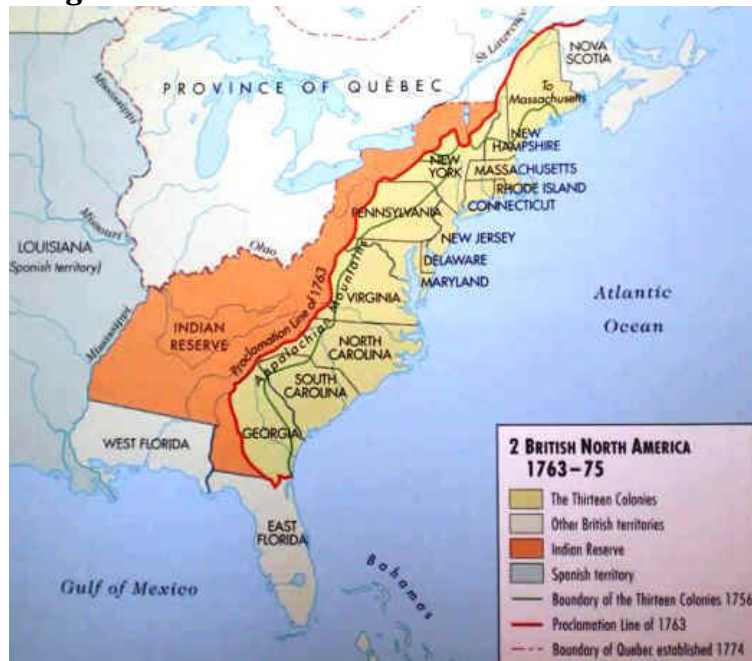 St Lawrence
NOVA
SCOTIA
PROVINCE OF QUÉBEC
Mississippi
To
Massachusetts
NEW
HAMPSHIRE
NEW
YORK
MASSACHUSETTS
RHODE ISLAND
CONNECTICUT
PENNSYLVANIA
Missouri
LOUISIANA
(Spanish territory)
Ohio
NEW JERSEY
DELAWARE
MARYLAND
Proclamation Line of 1763
Appalachian Mountains
VIRGINIA
Atlantic
Ocean
INDIAN
RESERVE
Mississippi
NORTH
CAROLINA
SOUTH
CAROLINA
GEORGIA
WEST FLORIDA
EAST
FLORIDA
Gulf of Mexico
Bahamas
2 BRITISH NORTH AMERICA
1763–75
The Thirteen Colonies
Other British territories
Indian Reserve
Spanish territory
Boundary of the Thirteen Colonies 1756
Proclamation Line of 1763
Boundary of Quebec established 1774